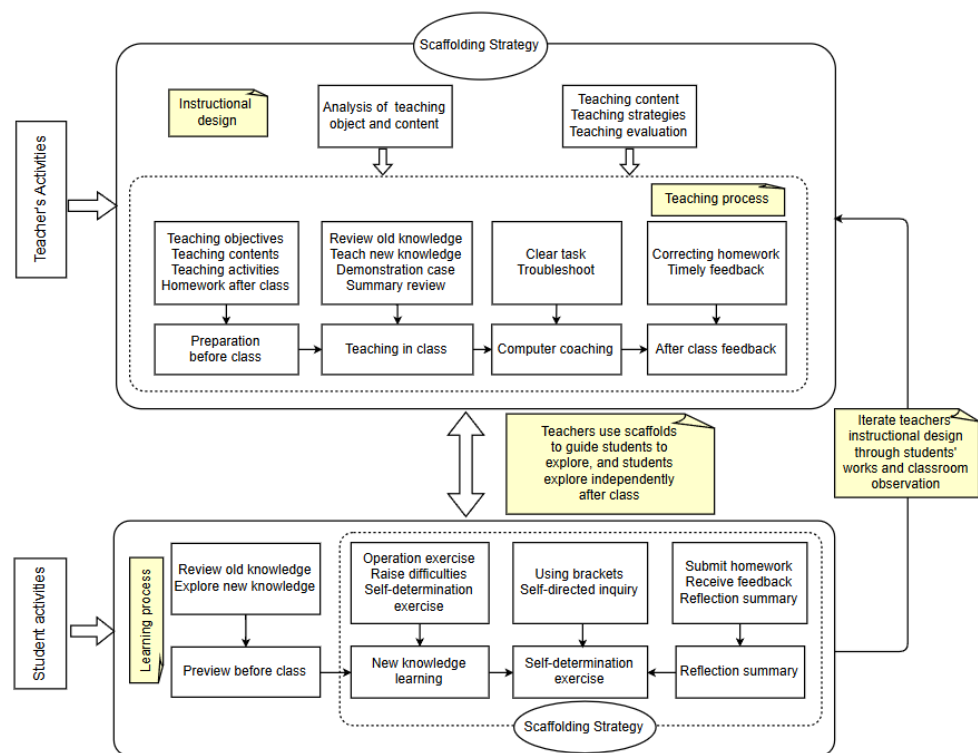 Scaffolding Strategy
Instructional
design
Analysis of teaching
object and content
Teaching content
Teaching strategies
Teaching evaluation
Teacher's Activities
Teaching process
Teaching objectives
Teaching contents
Teaching activities
Homework after class
Review old knowledge
Teach new knowledge
Demonstration case
Summary review
Clear task
Troubleshoot
Correcting homework
Timely feedback
Preparation
before class
Teaching in class
Computer coaching
After class feedback
Teachers use scaffolds
to guide students to
explore, and students
explore independently
after class
Iterate teachers'
instructional design
through students'
works and classroom
observation
Student activities
Learning process
Review old knowledge
Explore new knowledge
Operation exercise
Raise difficulties
Self-determination
exercise
Using brackets
Self-directed inquiry
Submit homework
Receive feedback
Reflection summary
Preview before class
New knowledge
learning
Self-determination
exercise
Reflection summary
Scaffolding Strategy